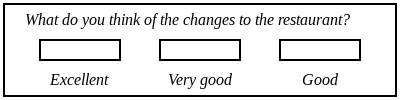 What do you think of the changes to the restaurant?
Excellent Very good Good